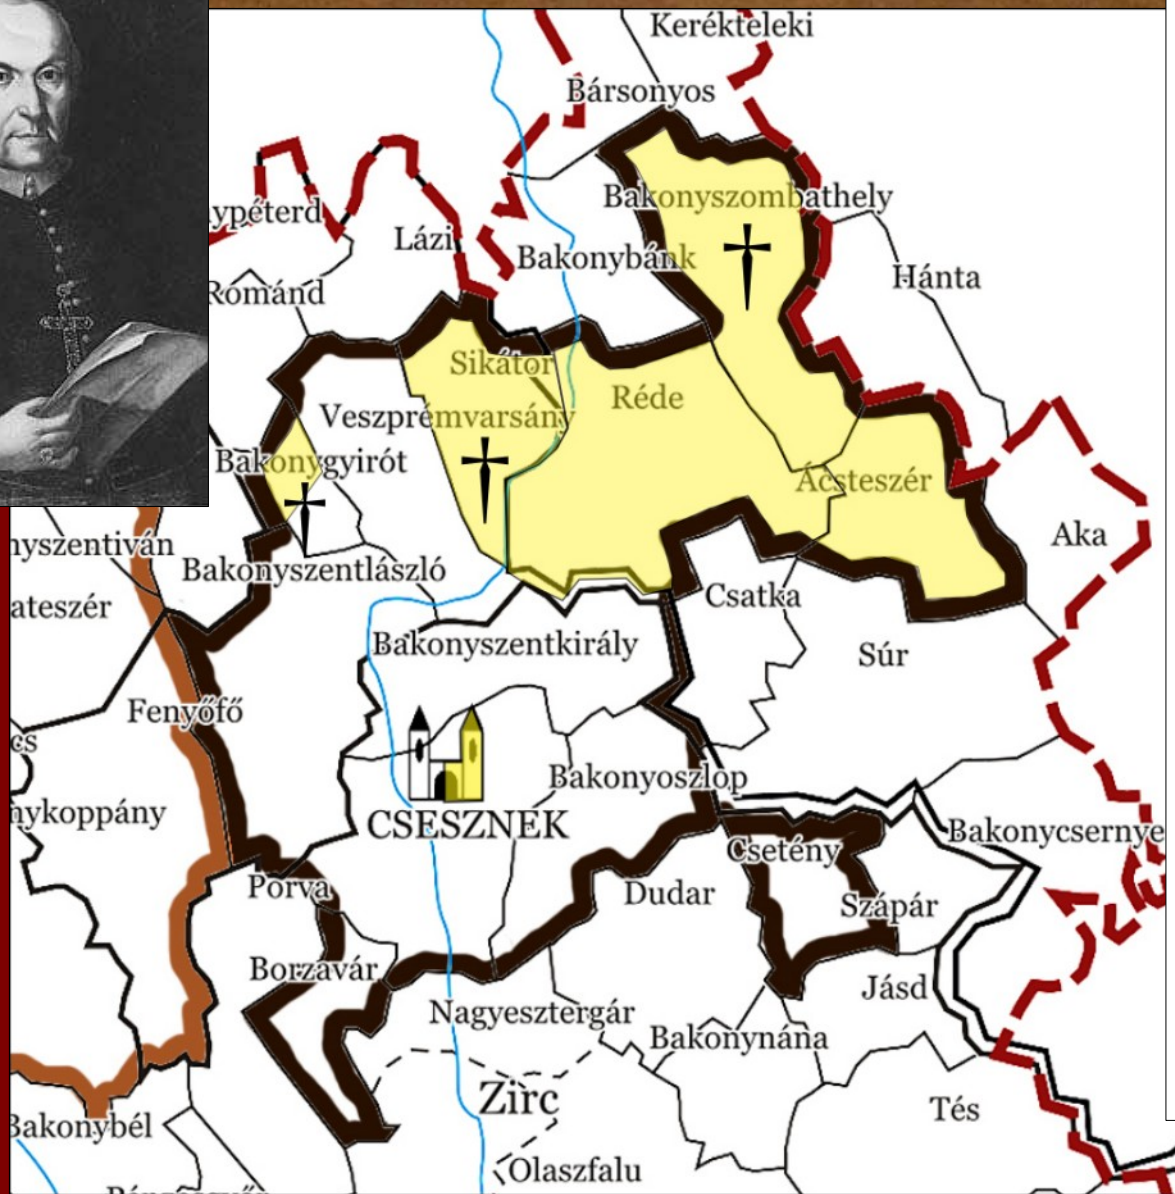 Kerékteleki
Bársonyos
Bakonyszombathely
ypéterd
Lázi
Bakonybánk
Hánta
Románd
Sikátor
Réde
Veszprémvarsány
Bakonygyirót
Ácsteszér
Aka
nyszentiván
Bakonyszentlászló
ateszér
Csatka
Bakonyszentkirály
Súr
Fenyőfő
cs
Bakonyoszlop
nykoppány
CSESZNEK
Bakonycsernye
Csetény
Porva
Dudar
Szápár
Borzavár
Jásd
Nagyesztergár
Bakonynána
Zirc
Tés
Bakonybél
Olaszfalu